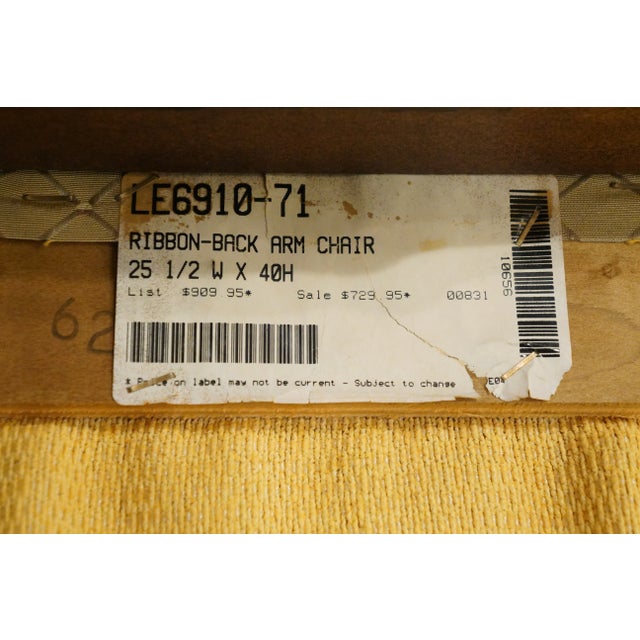 LE6910-71
RIBBON-BACK ARM CHAIR
25 1/2 W X 40H
List $909.95* Sale $729.95* 00831
10656
62
* Price on label may not be current - Subject to change